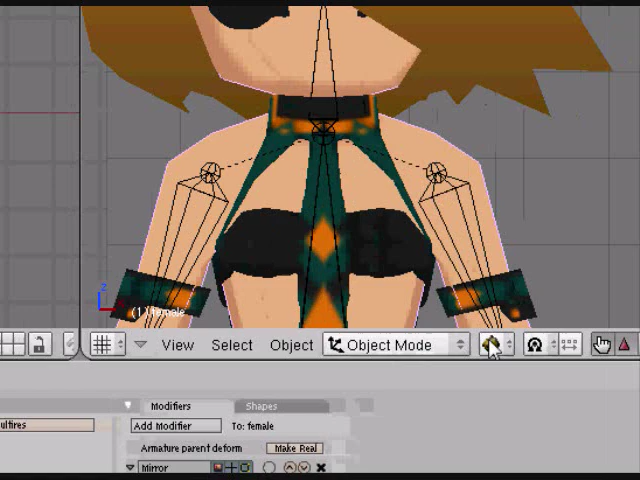 z
(1) female
View Select Object Object Mode
Modifiers Shapes
ultires Add Modifier To: female
Armature parent deform Make Real
Mirror